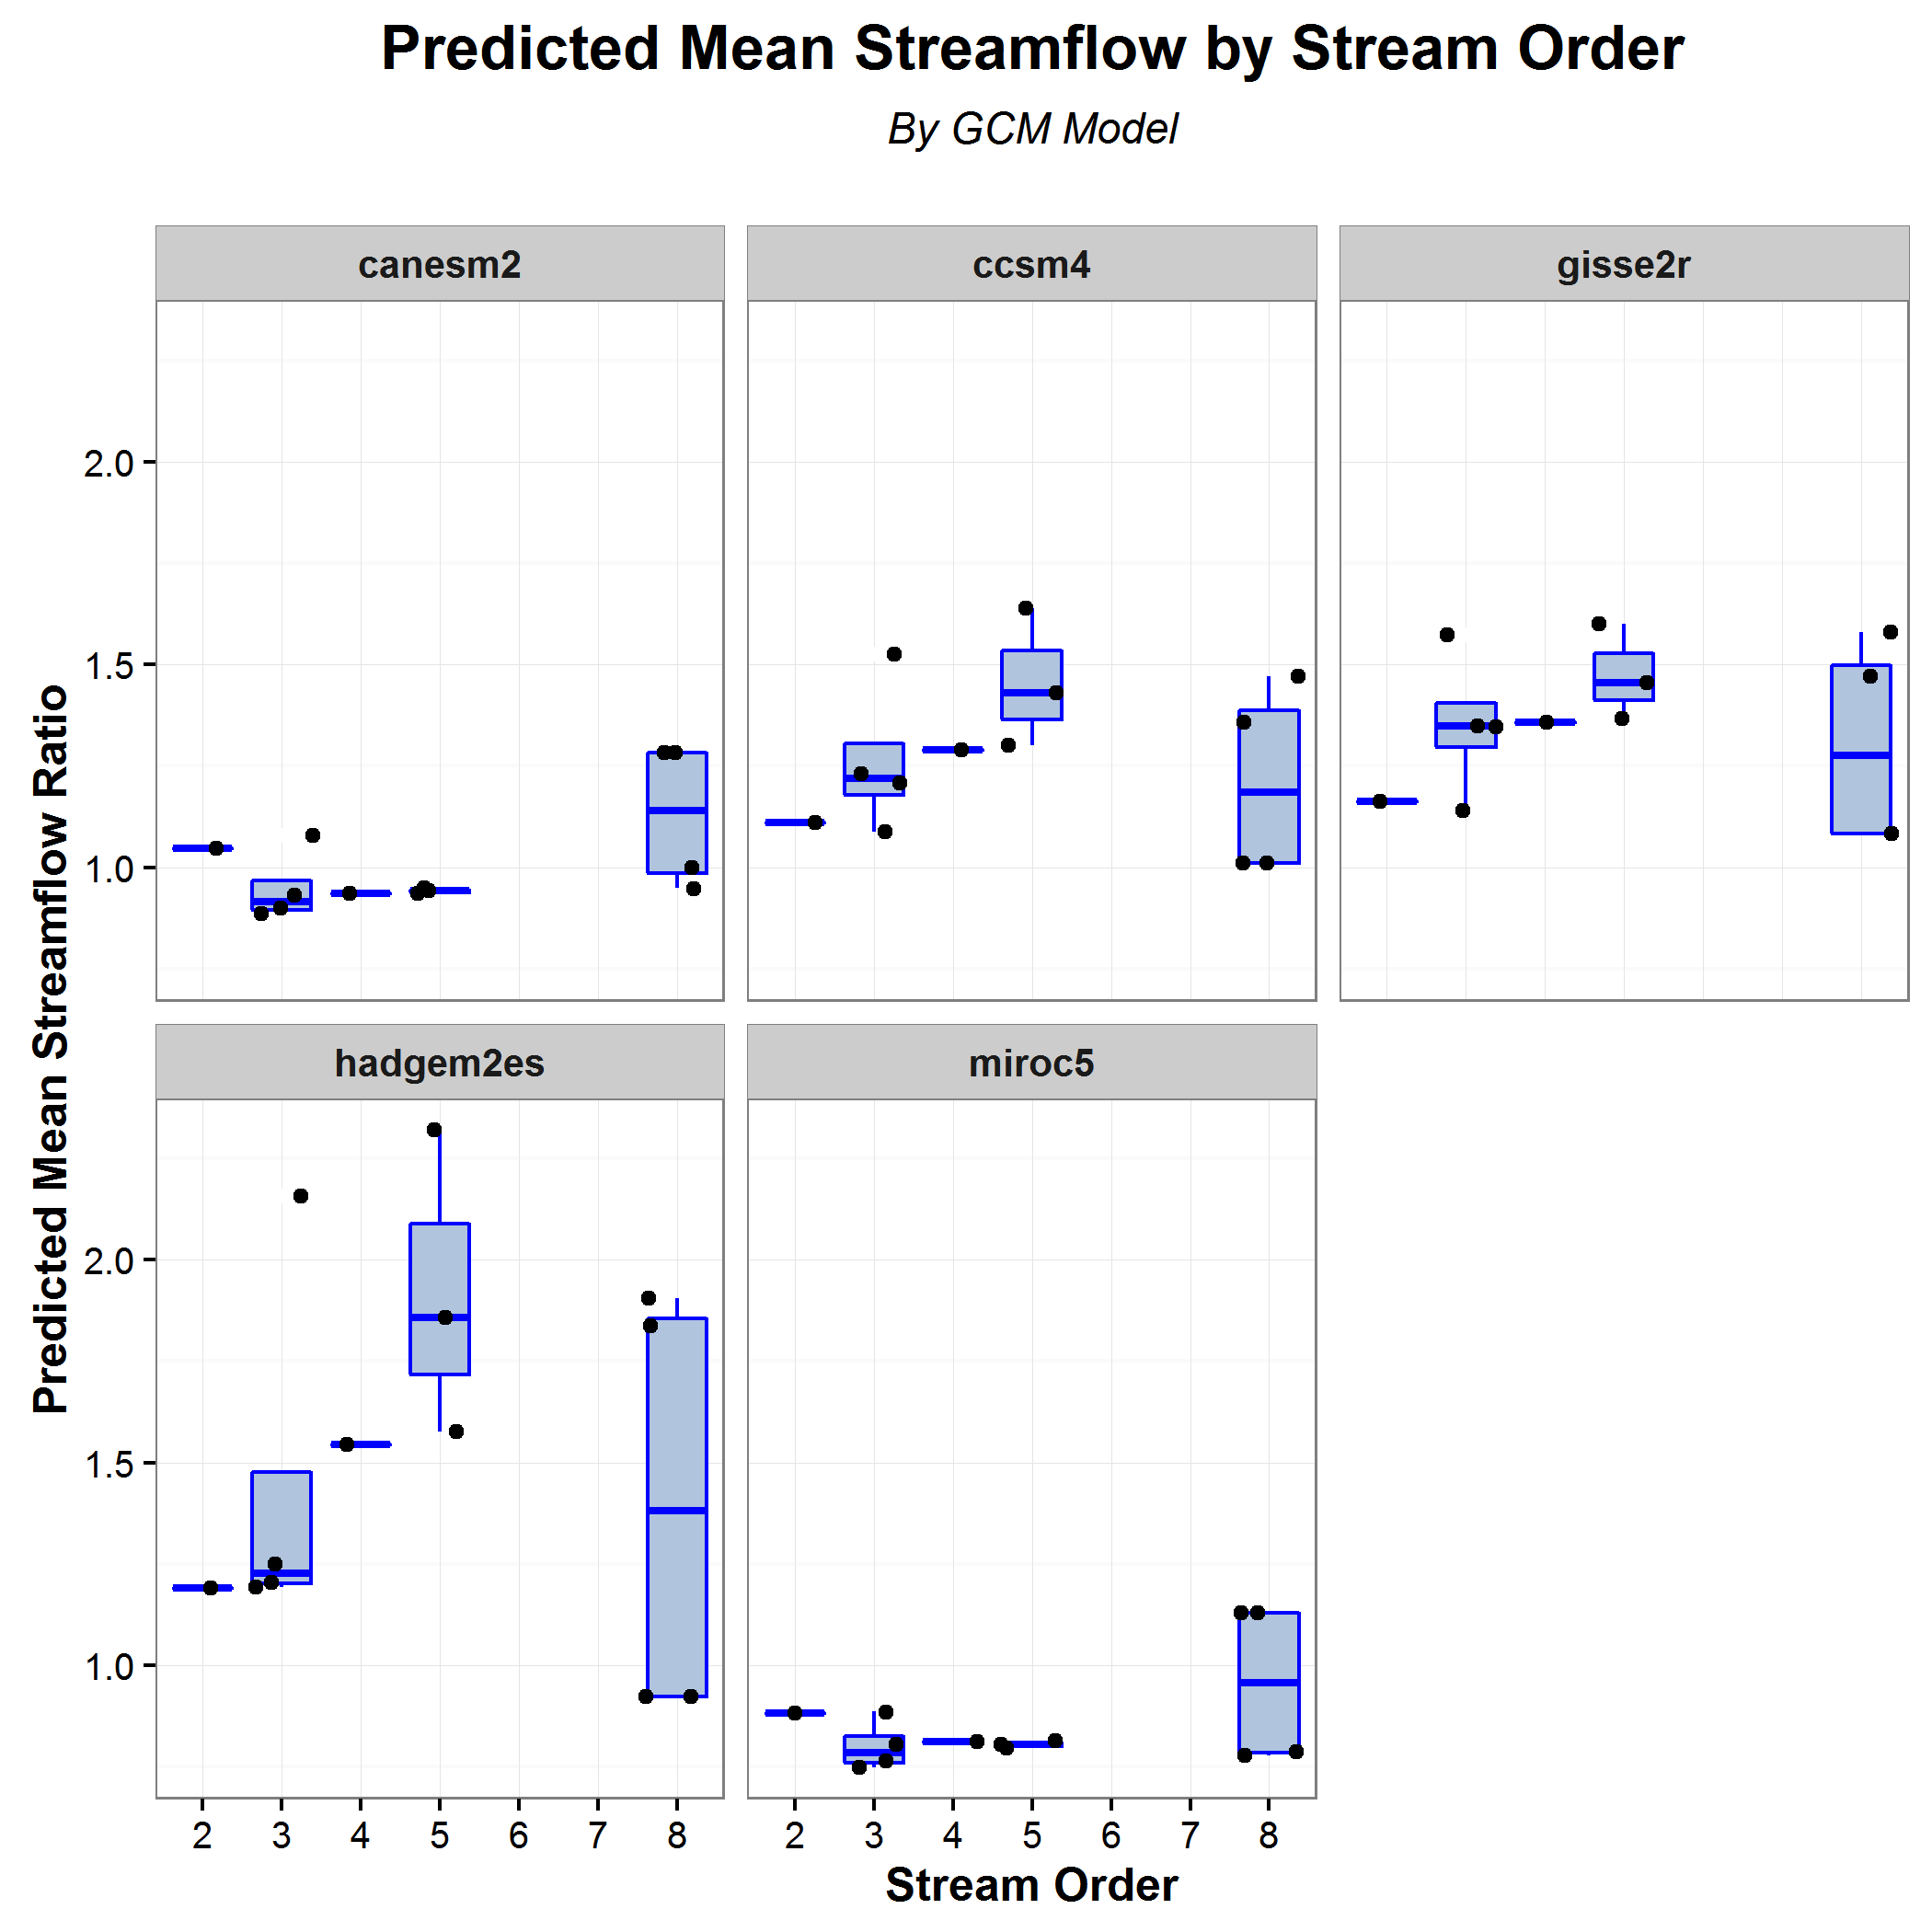 Predicted Mean Streamflow by Stream Order
By GCM Model
canesm2
ccsm4
gisse2r
2.0
1.5
1.0
Predicted Mean Streamflow Ratio
hadgem2es
miroc5
2.0
1.5
1.0
2 3 4 5 6 7 8
2 3 4 5 6 7 8
Stream Order